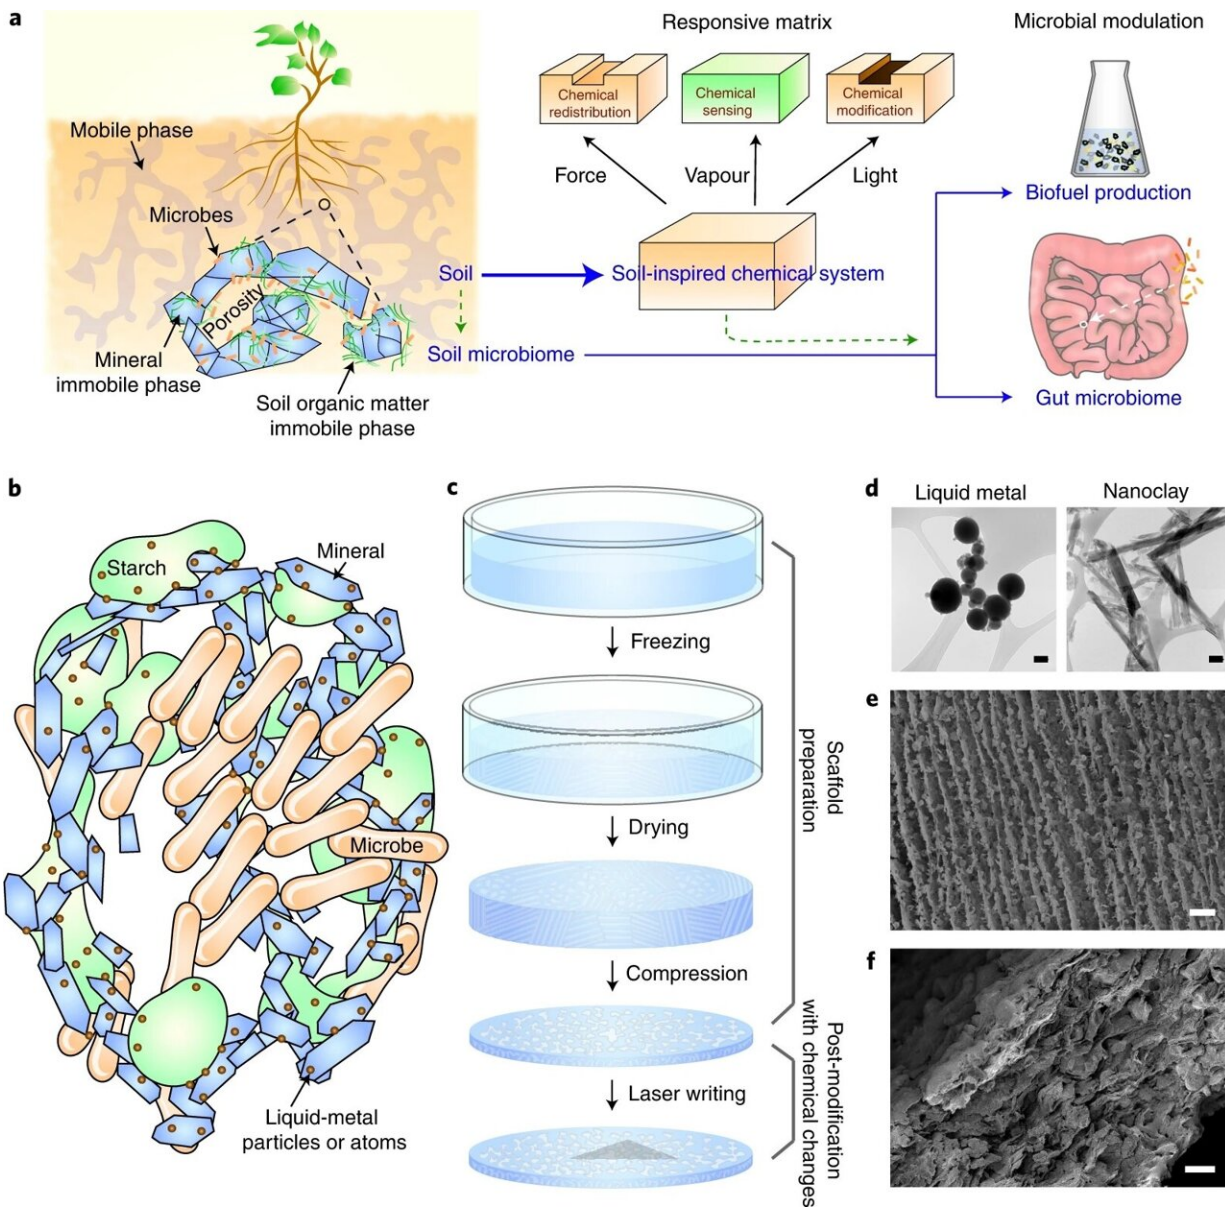 a
Responsive matrix
Microbial modulation
Chemical
redistribution
Chemical
sensing
Chemical
modification
Mobile phase
Force
Vapour
Light
Biofuel production
Microbes
Soil
Soil-inspired chemical system
Porosity
Mineral
immobile phase
Soil microbiome
Soil organic matter
immobile phase
Gut microbiome
b
Starch
Mineral
Microbe
Liquid-metal
particles or atoms
c
Freezing
Drying
Compression
Laser writing
Scaffold
preparation
Post-modification
with chemical changes
d
Liquid metal
Nanoclay
e
f